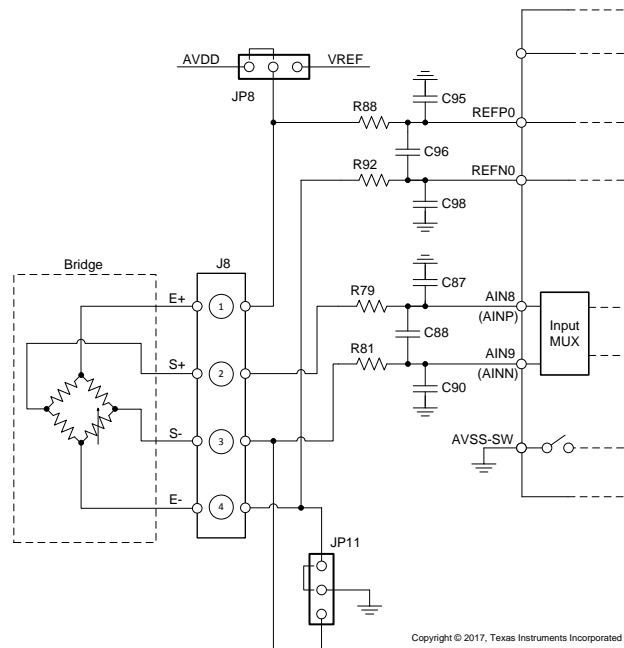 AVDD
VREF
JP8
C95
R88
REFP0
C96
R92
REFN0
C98
Bridge
J8
C87
R79
E+
1
AIN8
(AINP)
Input
MUX
C88
R81
S+
2
AIN9
(AINN)
C90
S-
3
AVSS-SW
E-
4
JP11
Copyright © 2017, Texas Instruments Incorporated